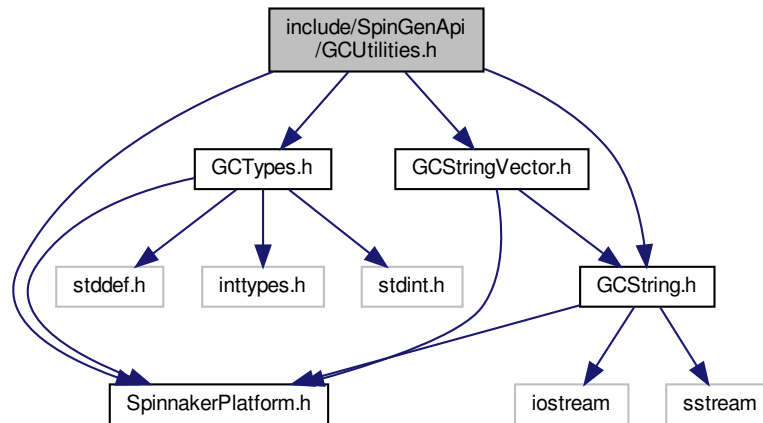 include/SpinGenApi
/GCUtilities.h
GCTypes.h
GCStringVector.h
stddef.h
inttypes.h
stdint.h
GCString.h
SpinnakerPlatform.h
iostream
sstream